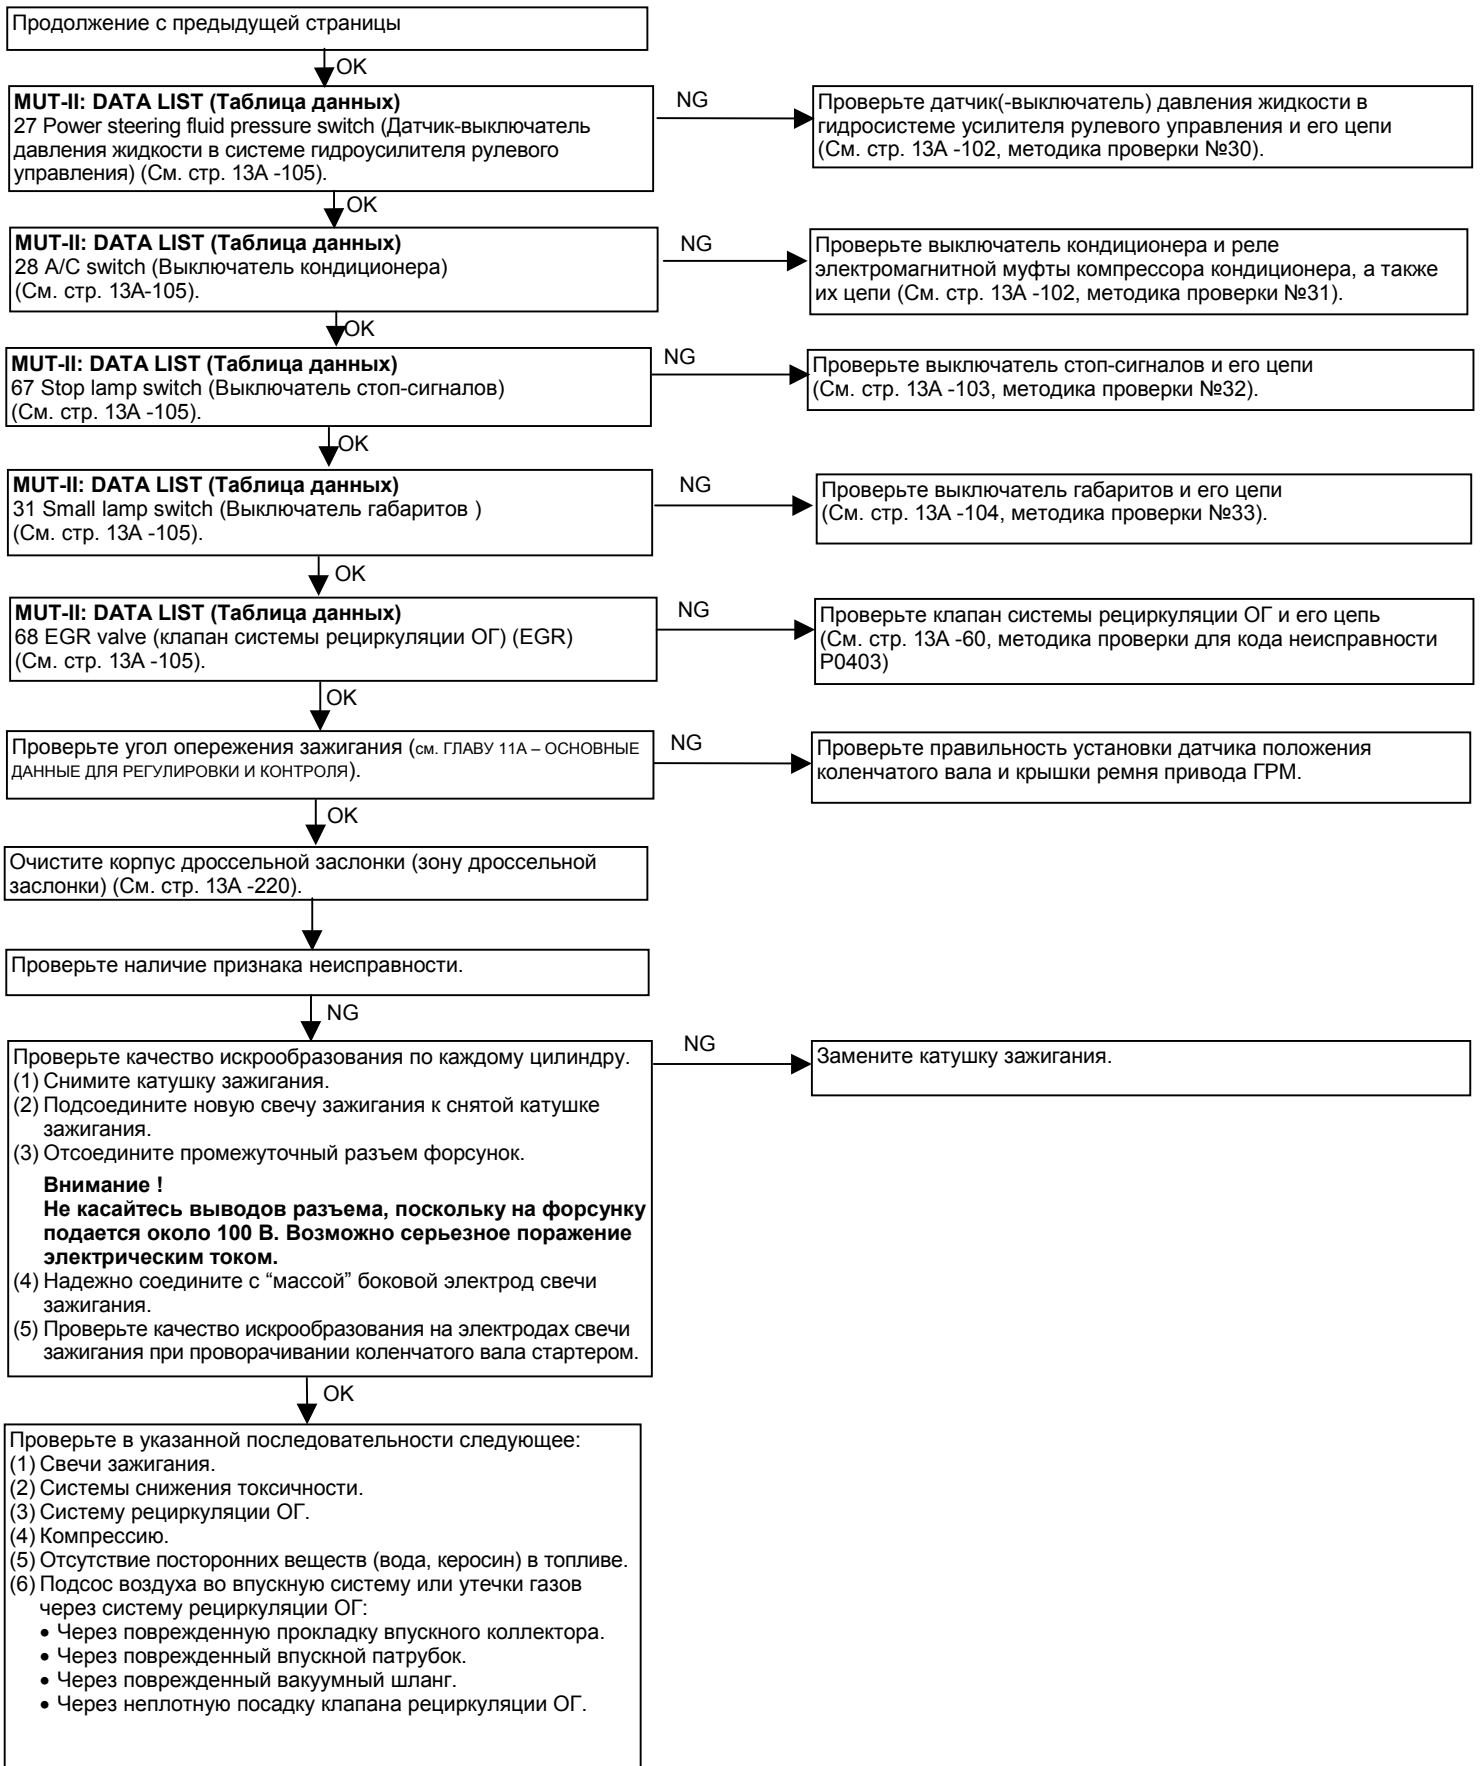 Продолжение с предыдущей страницы
OK
MUT-II: DATA LIST (Таблица данных)
27 Power steering fluid pressure switch (Датчик-выключатель
давления жидкости в системе гидроусилителя рулевого
управления) (См. стр. 13A -105).
NG
Проверьте датчик(-выключатель) давления жидкости в
гидросистеме усилителя рулевого управления и его цепи
(См. стр. 13A -102, методика проверки №30).
OK
MUT-II: DATA LIST (Таблица данных)
28 A/C switch (Выключатель кондиционера)
(См. стр. 13A-105).
NG
Проверьте выключатель кондиционера и реле
электромагнитной муфты компрессора кондиционера, а также
их цепи (См. стр. 13A -102, методика проверки №31).
OK
MUT-II: DATA LIST (Таблица данных)
67 Stop lamp switch (Выключатель стоп-сигналов)
(См. стр. 13A -105).
NG
Проверьте выключатель стоп-сигналов и его цепи
(См. стр. 13A -103, методика проверки №32).
OK
MUT-II: DATA LIST (Таблица данных)
31 Small lamp switch (Выключатель габаритов )
(См. стр. 13A -105).
NG
Проверьте выключатель габаритов и его цепи
(См. стр. 13A -104, методика проверки №33).
OK
MUT-II: DATA LIST (Таблица данных)
68 EGR valve (клапан системы рециркуляции ОГ) (EGR)
(См. стр. 13A -105).
NG
Проверьте клапан системы рециркуляции ОГ и его цепь
(См. стр. 13A -60, методика проверки для кода неисправности
P0403)
OK
Проверьте угол опережения зажигания (см. ГЛАВУ 11A – ОСНОВНЫЕ
ДАННЫЕ ДЛЯ РЕГУЛИРОВКИ И КОНТРОЛЯ).
NG
Проверьте правильность установки датчика положения
коленчатого вала и крышки ремня привода ГРМ.
OK
Очистите корпус дроссельной заслонки (зону дроссельной
заслонки) (См. стр. 13A -220).
Проверьте наличие признака неисправности.
NG
Проверьте качество искрообразования по каждому цилиндру.
(1) Снимите катушку зажигания.
(2) Подсоедините новую свечу зажигания к снятой катушке
зажигания.
(3) Отсоедините промежуточный разъем форсунок.
Внимание !
Не касайтесь выводов разъема, поскольку на форсунку
подается около 100 В. Возможно серьезное поражение
электрическим током.
(4) Надежно соедините с “массой” боковой электрод свечи
зажигания.
(5) Проверьте качество искрообразования на электродах свечи
зажигания при проворачивании коленчатого вала стартером.
NG
Замените катушку зажигания.
OK
Проверьте в указанной последовательности следующее:
(1) Свечи зажигания.
(2) Системы снижения токсичности.
(3) Систему рециркуляции ОГ.
(4) Компрессию.
(5) Отсутствие посторонних веществ (вода, керосин) в топливе.
(6) Подсос воздуха во впускную систему или утечки газов
через систему рециркуляции ОГ:
• Через поврежденную прокладку впускного коллектора.
• Через поврежденный впускной патрубок.
• Через поврежденный вакуумный шланг.
• Через неплотную посадку клапана рециркуляции ОГ.